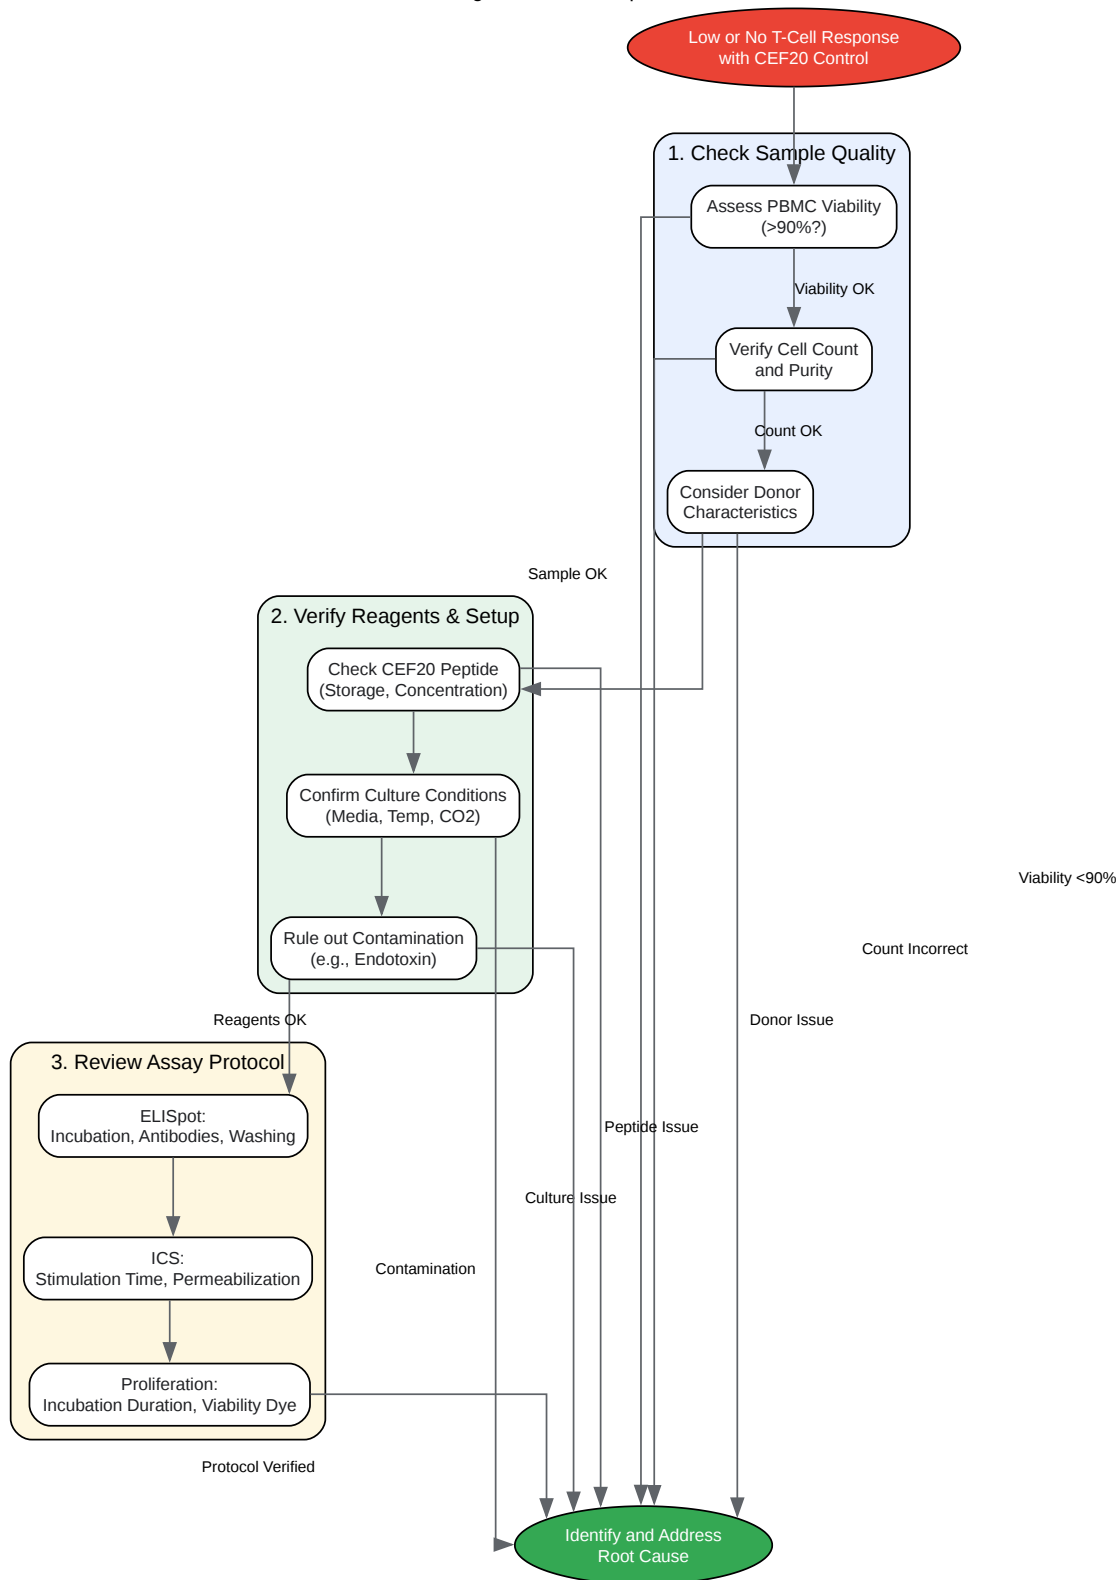 Low or No T-Cell Response
with CEF20 Control
1. Check Sample Quality
Assess PBMC Viability
(>90%?)
Viability OK
Verify Cell Count
and Purity
Count OK
Consider Donor
Characteristics
Sample OK
2. Verify Reagents & Setup
Check CEF20 Peptide
(Storage, Concentration)
Confirm Culture Conditions
(Media, Temp, CO2)
Viability <90%
Rule out Contamination
(e.g., Endotoxin)
Count Incorrect
Reagents OK
Donor Issue
3. Review Assay Protocol
ELISpot:
Incubation, Antibodies, Washing
Peptide Issue
Culture Issue
ICS:
Stimulation Time, Permeabilization
Contamination
Proliferation:
Incubation Duration, Viability Dye
Protocol Verified
Identify and Address
Root Cause